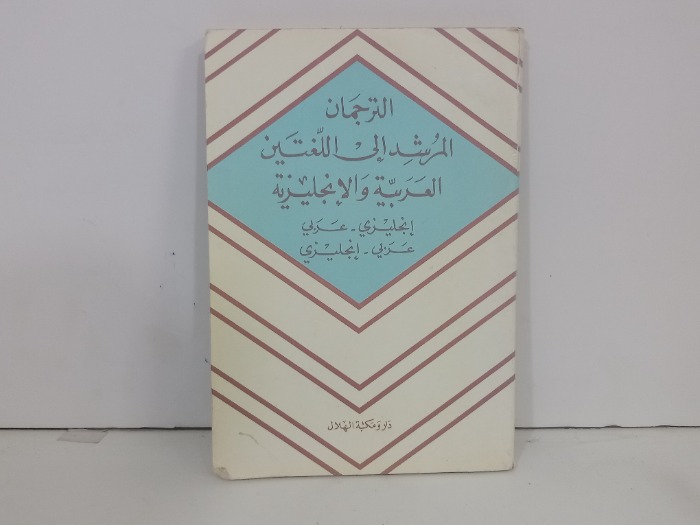 الترجمان
المرشد إلى اللغتين
العربية والإنجليزية
إنجليزي - عربي
عربي - إنجليزي
دار ومكتبة الهلال